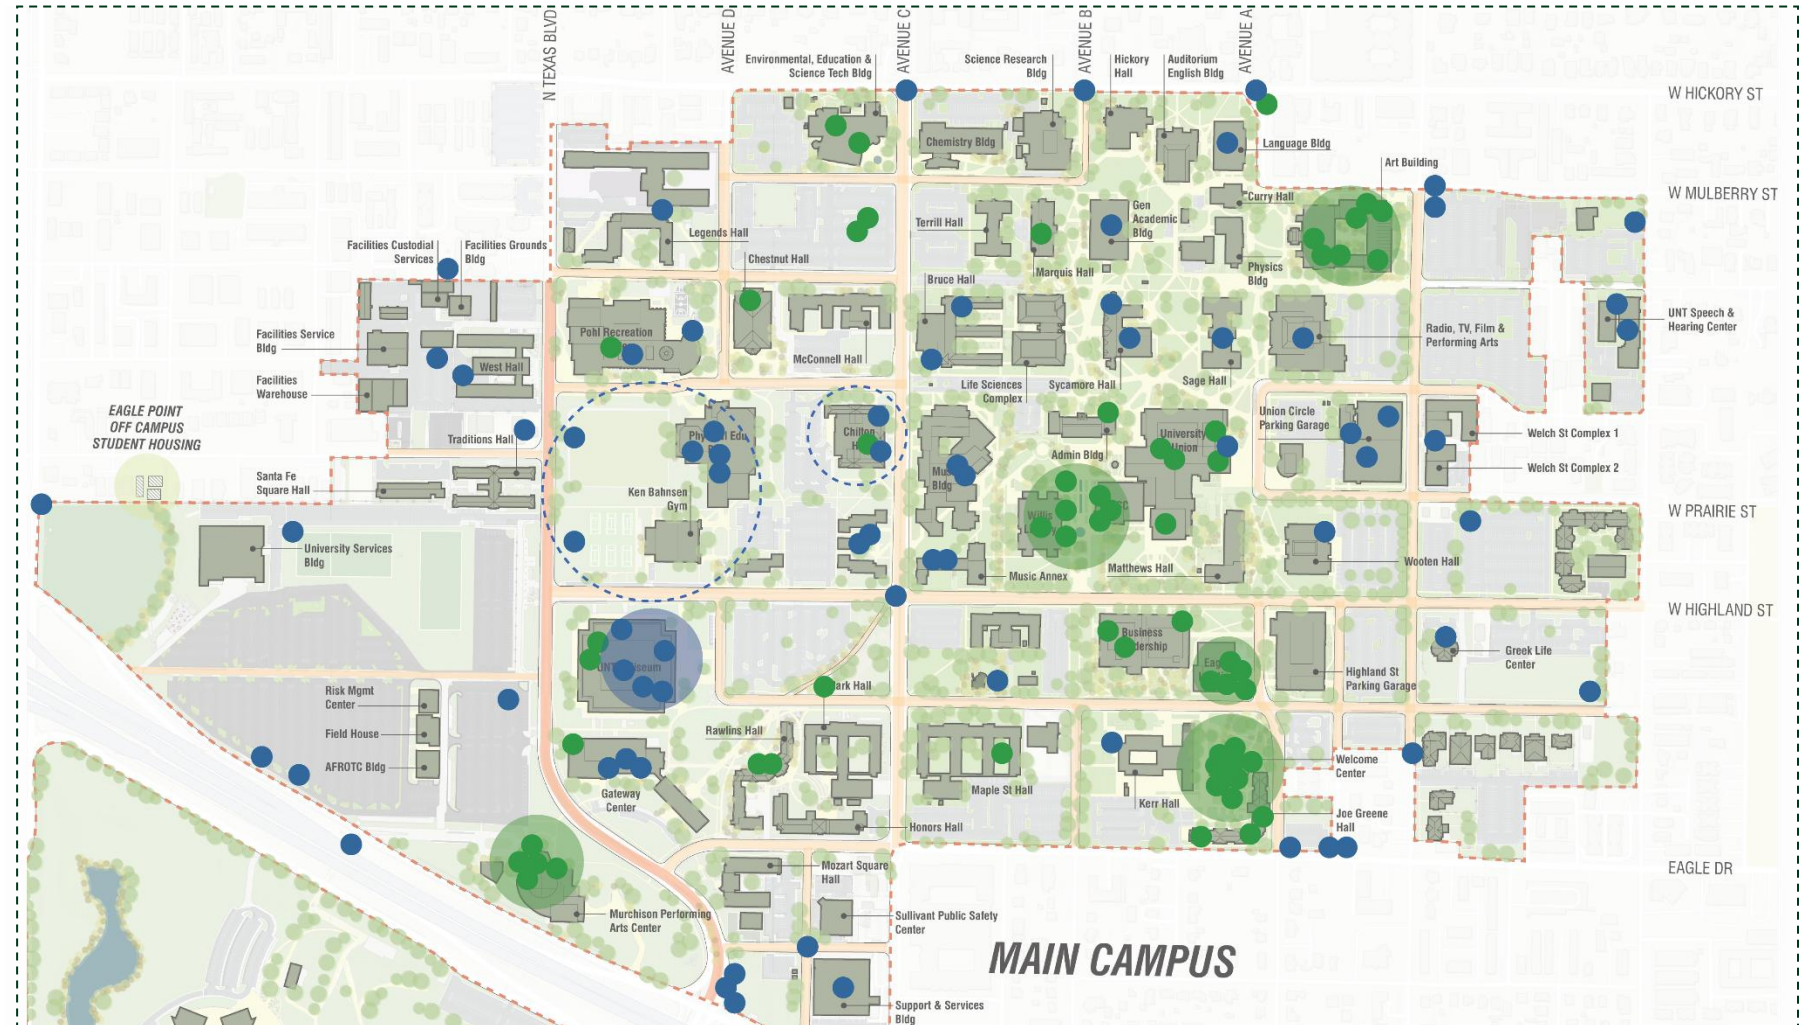 N TEXAS BLVD
AVENUE D
AVENUE C
AVENUE B
AVENUE A
Environmental, Education &
Science Tech Bldg
Science Research
Bldg
Hickory
Hall
Auditorium
English Bldg
W HICKORY ST
Chemistry Bldg
Language Bldg
Art Building
W MULBERRY ST
Curry Hall
Terrill Hall
Gen
Academic
Bldg
Legends Hall
Facilities Custodial
Services
Facilities Grounds
Bldg
Chestnut Hall
Marquis Hall
Physics
Bldg
Bruce Hall
Facilities Service
Bldg
Pohl Recreation
UNT Speech &
Hearing Center
Radio, TV, Film &
Performing Arts
McConnell Hall
West Hall
Facilities
Warehouse
Life Sciences
Complex
Sycamore Hall
Sage Hall
EAGLE POINT
OFF CAMPUS
STUDENT HOUSING
Union Circle
Parking Garage
Traditions Hall
Welch St Complex 1
University
Union
Admin Bldg
Welch St Complex 2
Santa Fe
Square Hall
Ken Bahnsen
Gym
Bldg
W PRAIRIE ST
Willis
University Services
Bldg
Wooten Hall
Music Annex
Matthews Hall
W HIGHLAND ST
Business
Greek Life
Center
Highland St
Parking Garage
Risk Mgmt
Center
Field House
AFROTC Bldg
Rawlins Hall
Welcome
Center
Gateway
Center
Maple St Hall
Kerr Hall
Joe Greene
Hall
Honors Hall
Mozart Square
Hall
EAGLE DR
Murchison Performing
Arts Center
Sullivant Public Safety
Center
MAIN CAMPUS
Support & Services
Bldg